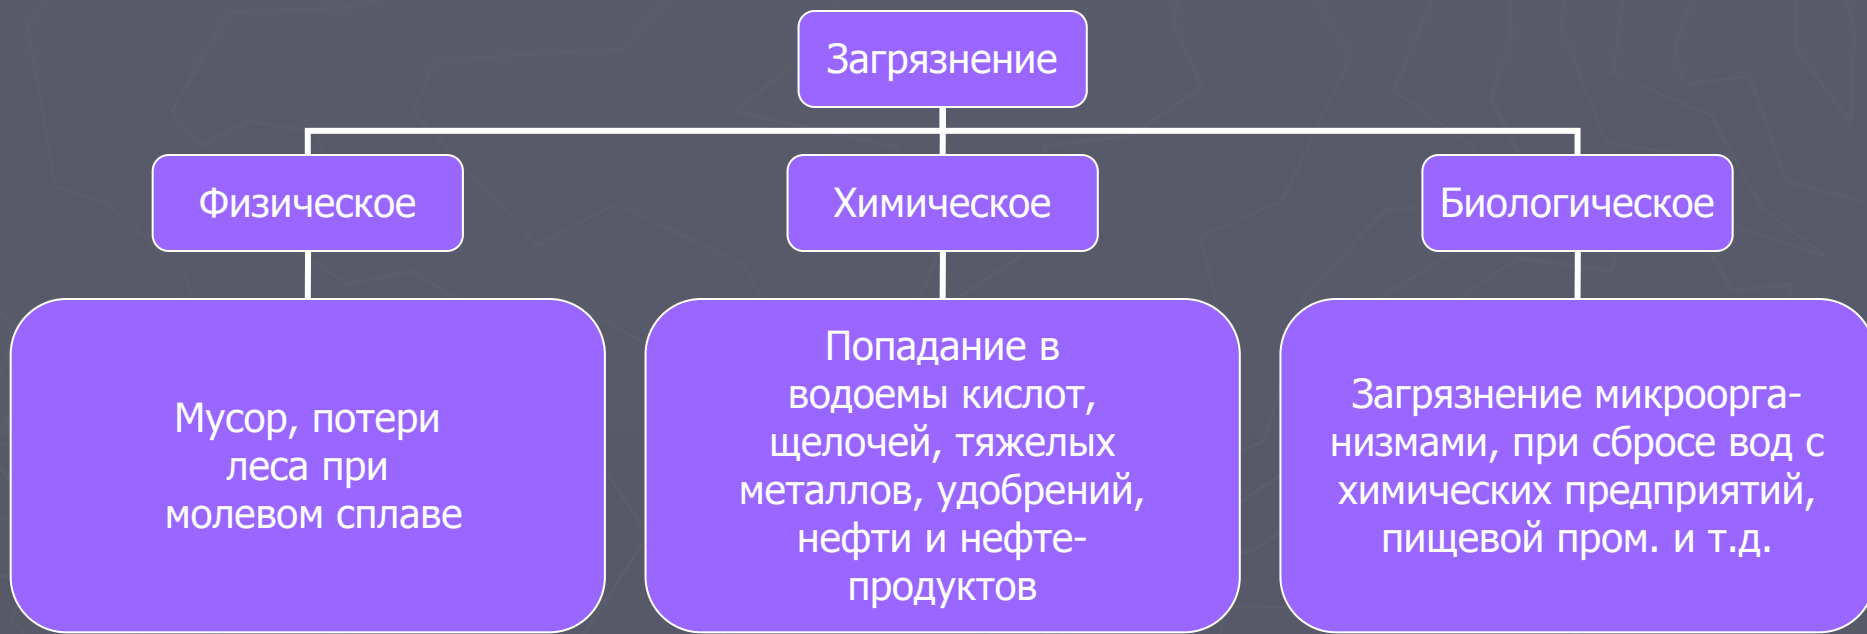 Загрязнение
Физическое
Химическое
Биологическое
Мусор, потери
леса при
молевом сплаве
Попадание в
водоемы кислот,
щелочей, тяжелых
металлов, удобрений,
нефти и нефте-
продуктов
Загрязнение микроорга-
низмами, при сбросе вод с
химических предприятий,
пищевой пром. и т.д.